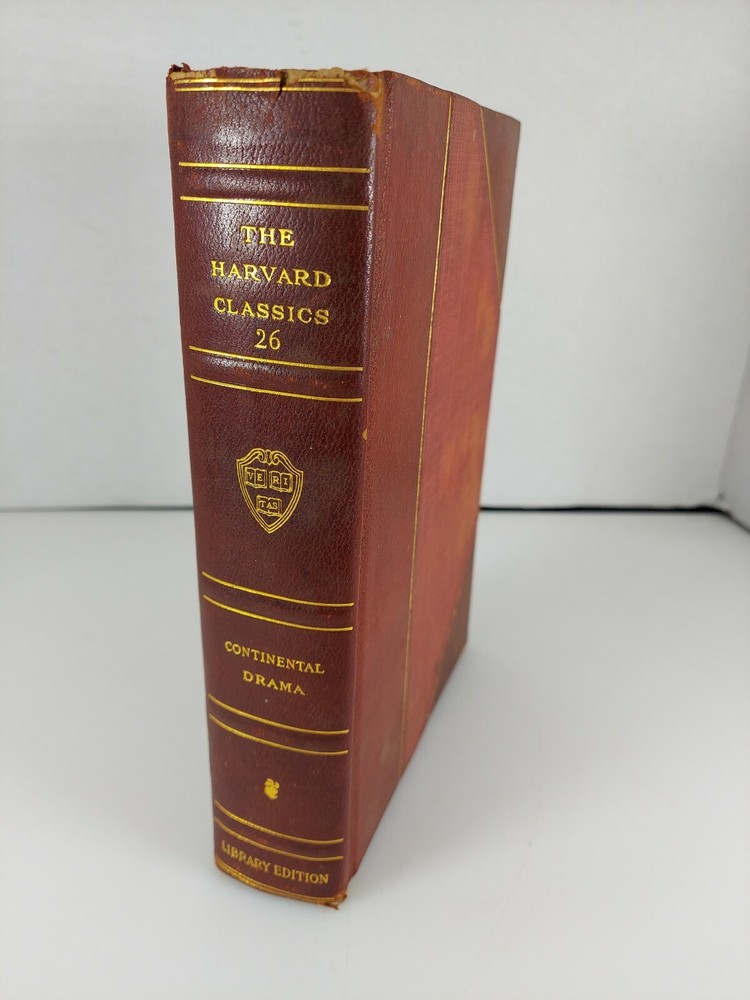 THE
HARVARD
CLASSICS
26
VE RI
TAS
CONTINENTAL
DRAMA
LIBRARY EDITION